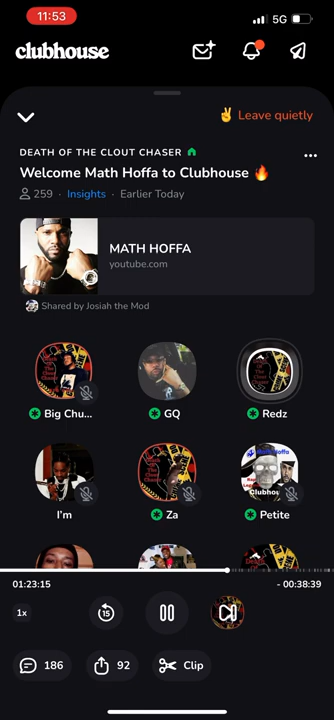 11:53
5G
clubhouse
✌️ Leave quietly
DEATH OF THE CLOUT CHASER
Welcome Math Hoffa to Clubhouse 🔥
259 · Insights · Earlier Today
MATH HOFFA
youtube.com
Shared by Josiah the Mod
Big Chu...
GQ
Redz
I'm
Za
Petite
01:23:15
- 00:38:39
1x
15
186
92
Clip